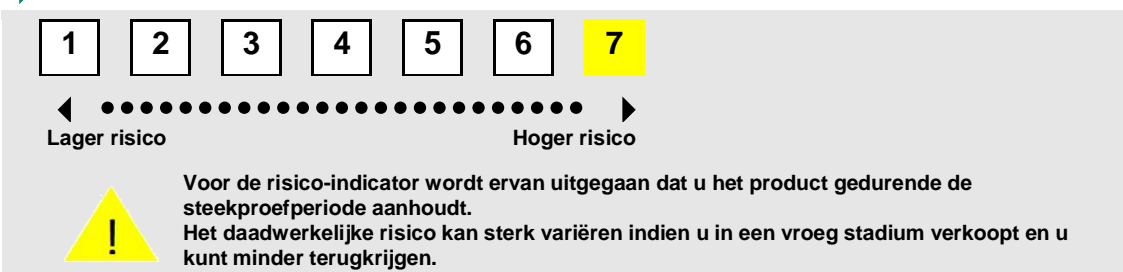 1 2 3 4 5 6 7
Lager risico Hoger risico
Voor de risico-indicator wordt ervan uitgegaan dat u het product gedurende de
steekproefperiode aanhoudt.
!
Het daadwerkelijke risico kan sterk variëren indien u in een vroeg stadium verkoopt en u
kunt minder terugkrijgen.